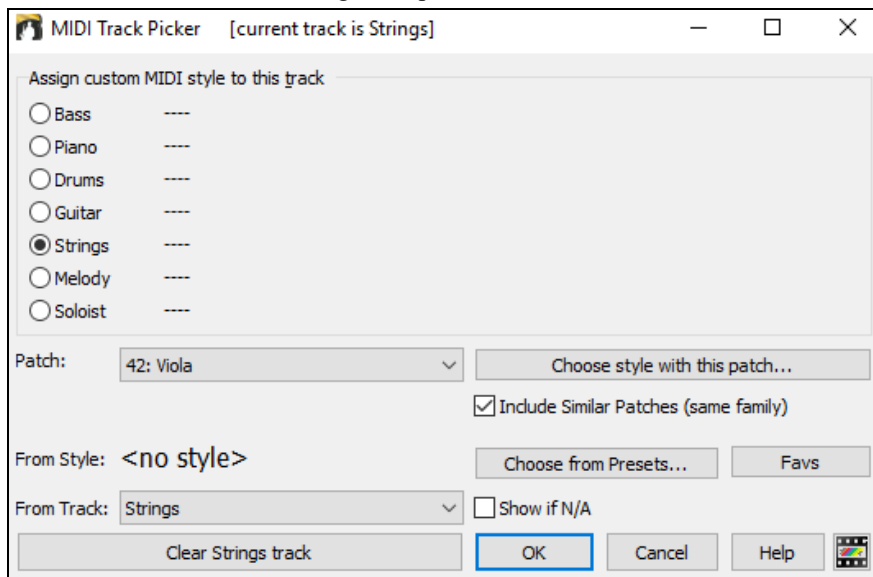 MIDI Track Picker [current track is Strings]
Assign custom MIDI style to this track
Bass ----
Piano ----
Drums ----
Guitar ----
Strings ----
Melody ----
Soloist ----
Patch: 42: Viola Choose style with this patch...
Include Similar Patches (same family)
From Style: <no style> Choose from Presets... Favs
From Track: Strings Show if N/A
Clear Strings track OK Cancel Help